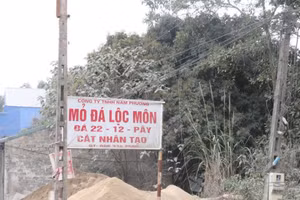 CÔNG TY TNHH NAM PHƯƠNG
MỎ ĐÁ LỘC MÔN
ĐÁ 22 - 12 - PÂY
CÁT NHÂN TẠO